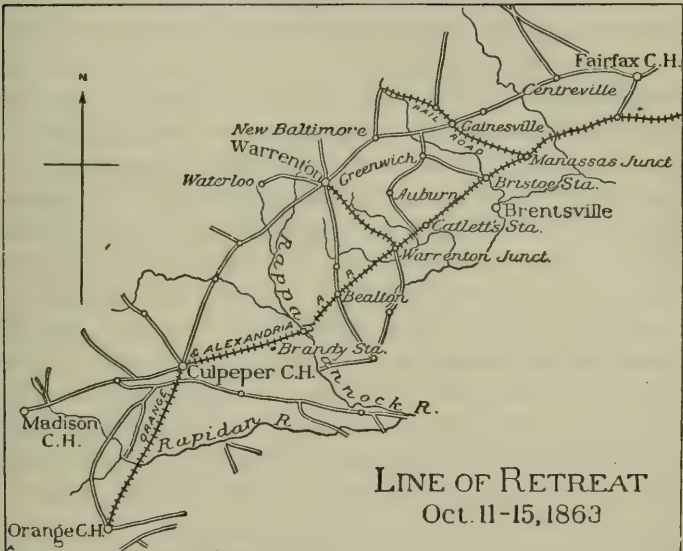 N
Fairfax C.H.
Centreville
RAIL ROAD
Gainesville
New Baltimore
Warrenton
Greenwich
Manassas Junct.
Waterloo
Auburn
Bristoe Sta.
Brentsville
Catlett's Sta.
Warrenton Junct.
Rappahannock R.
Bealton
ORANGE & ALEXANDRIA R. R.
Brandy Sta.
Culpeper C.H.
Madison
C.H.
Rapidan R.
Orange C.H.
LINE OF RETREAT
Oct. 11-15, 1863